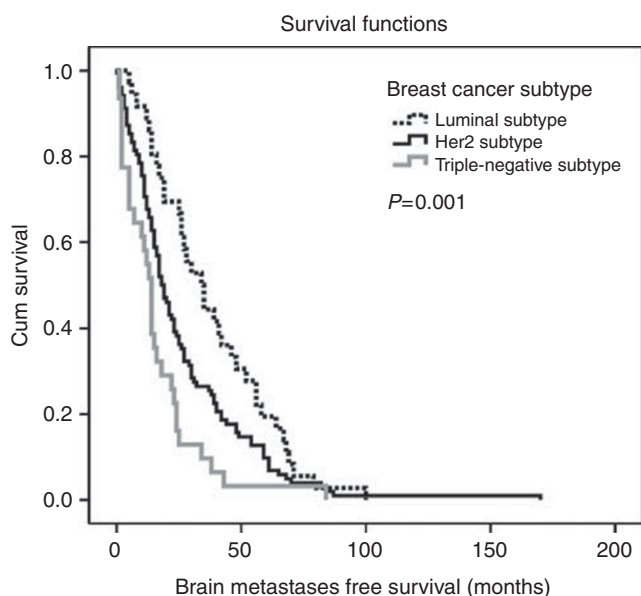 Survival functions
1.0
0.8
0.6
0.4
0.2
0.0
Cum survival
Breast cancer subtype
Luminal subtype
Her2 subtype
Triple-negative subtype
P=0.001
0 50 100 150 200
Brain metastases free survival (months)